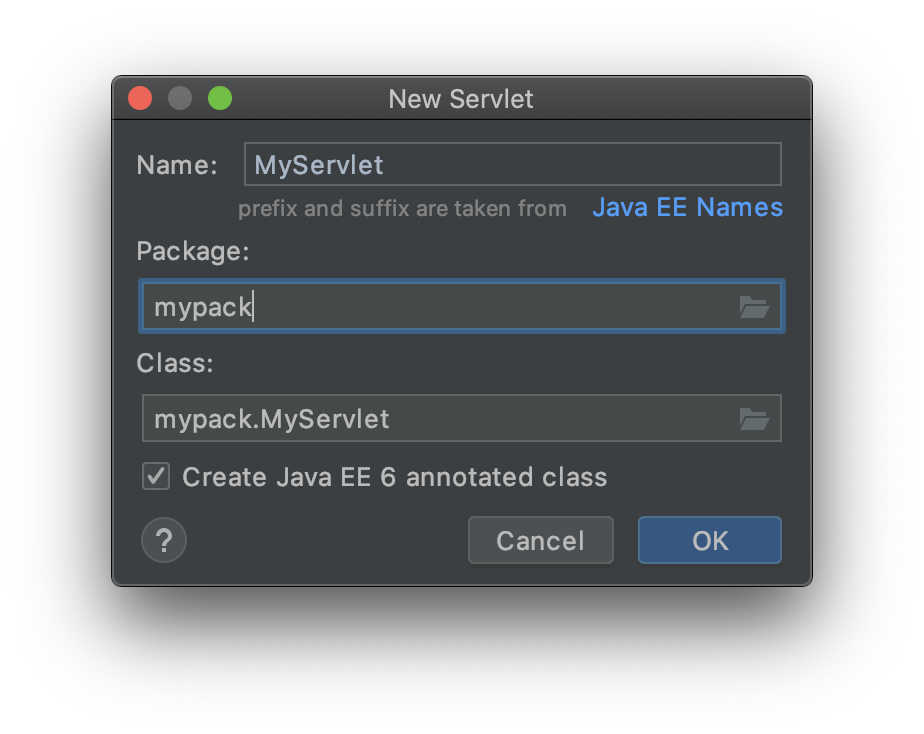 New Servlet
Name: MyServlet
prefix and suffix are taken from Java EE Names
Package:
mypack
Class:
mypack.MyServlet
Create Java EE 6 annotated class
? Cancel OK